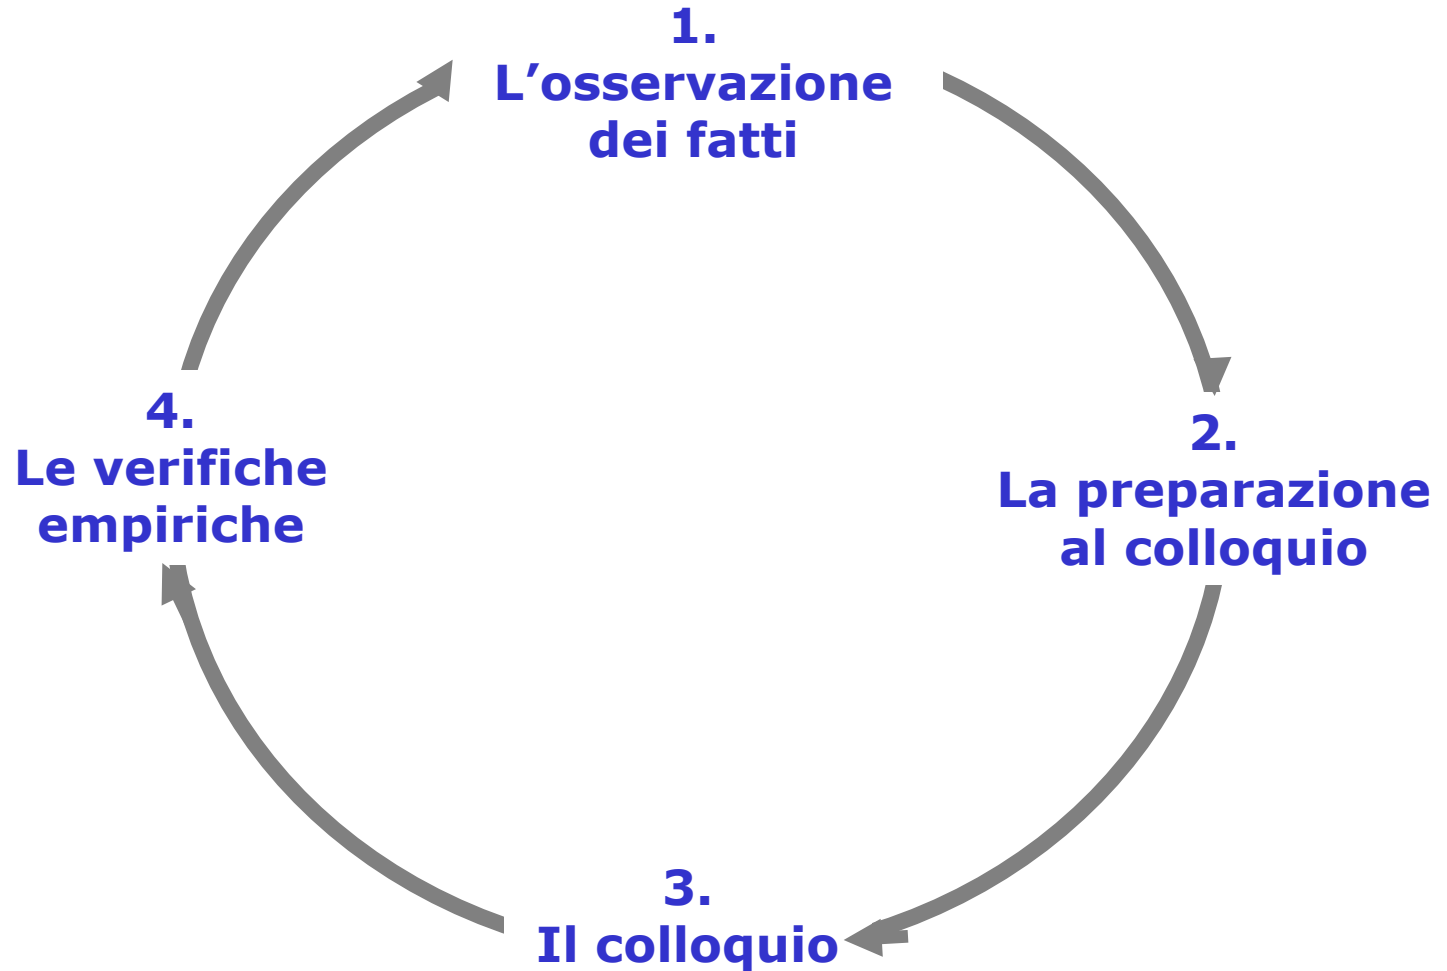 1.
L’osservazione
dei fatti
2.
La preparazione
al colloquio
3.
Il colloquio
4.
Le verifiche
empiriche